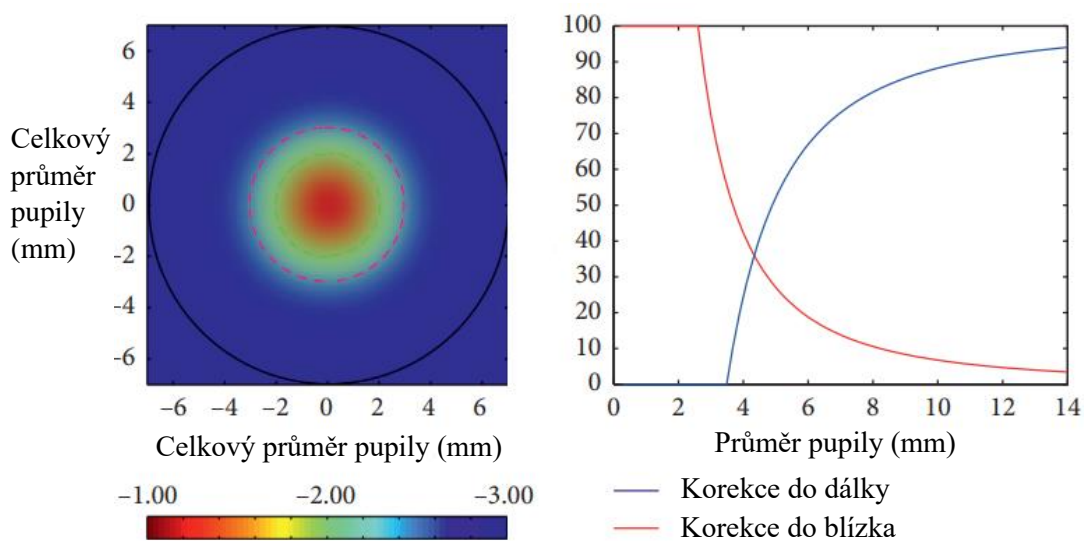 6
4
2
0
−2
−4
−6
Celkový
průměr
pupily
(mm)
−6 −4 −2 0 2 4 6
Celkový průměr pupily (mm)
−1.00 −2.00 −3.00
100
90
80
70
60
50
40
30
20
10
0
0 2 4 6 8 10 12 14
Průměr pupily (mm)
Korekce do dálky
Korekce do blízka